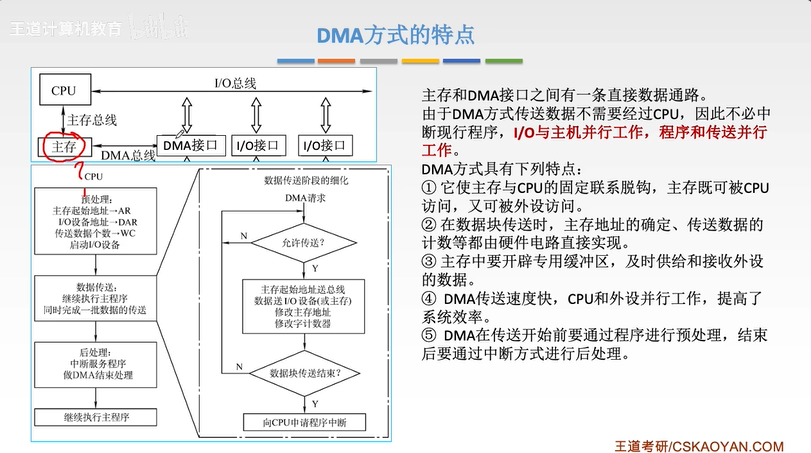 王道计算机教育
DMA方式的特点
CPU
I/O总线
主存总线
主存
DMA总线
DMA接口
I/O接口
I/O接口
CPU
预处理:
主存起始地址→AR
I/O设备地址→DAR
传送数据个数→WC
启动I/O设备
数据传送:
继续执行主程序
同时完成一批数据的传送
后处理:
中断服务程序
做DMA结束处理
继续执行主程序
数据传送阶段的细化
DMA请求
允许传送?
N
Y
主存起始地址送总线
数据送 I/O 设备(或主存)
修改主存地址
修改字计数器
数据块传送结束?
N
Y
向CPU申请程序中断
主存和DMA接口之间有一条直接数据通路。
由于DMA方式传送数据不需要经过CPU，因此不必中
断现行程序，I/O与主机并行工作，程序和传送并行
工作。
DMA方式具有下列特点：
① 它使主存与CPU的固定联系脱钩，主存既可被CPU
访问，又可被外设访问。
② 在数据块传送时，主存地址的确定、传送数据的
计数等都由硬件电路直接实现。
③ 主存中要开辟专用缓冲区，及时供给和接收外设
的数据。
④ DMA传送速度快，CPU和外设并行工作，提高了
系统效率。
⑤ DMA在传送开始前要通过程序进行预处理，结束
后要通过中断方式进行后处理。
王道考研/CSKAOYAN.COM